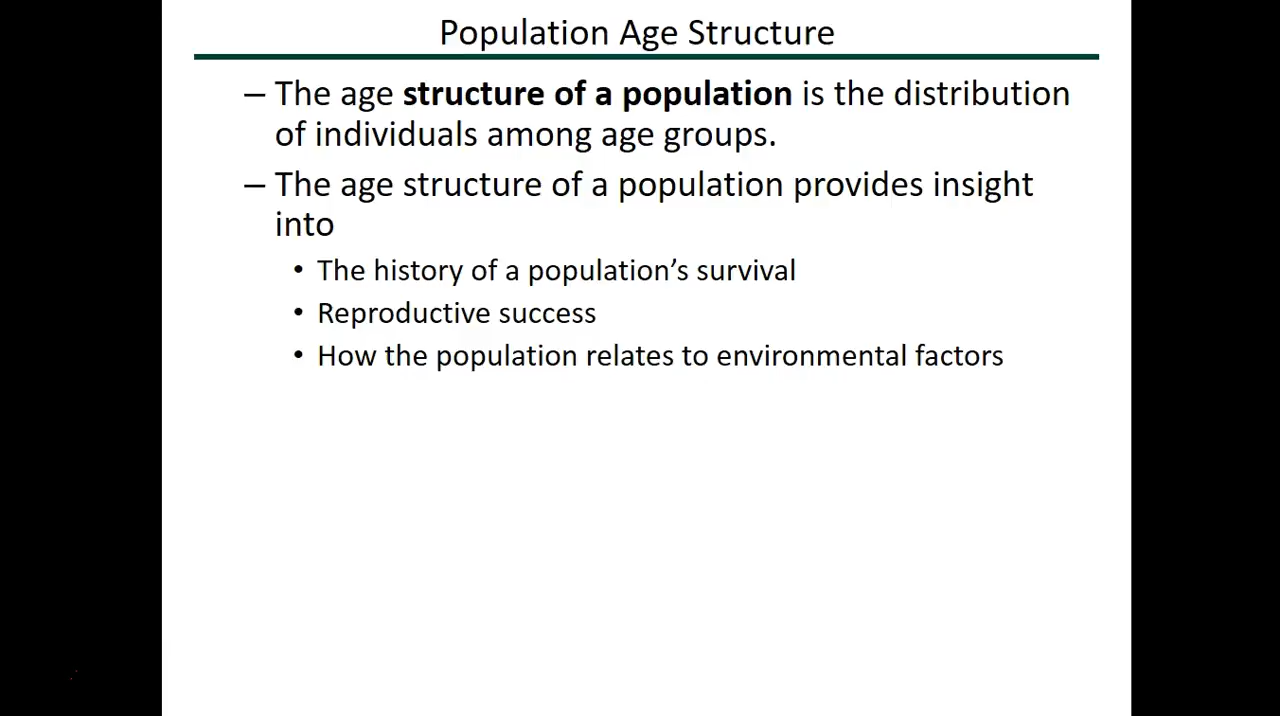 Population Age Structure
– The age structure of a population is the distribution
of individuals among age groups.
– The age structure of a population provides insight
into
• The history of a population’s survival
• Reproductive success
• How the population relates to environmental factors